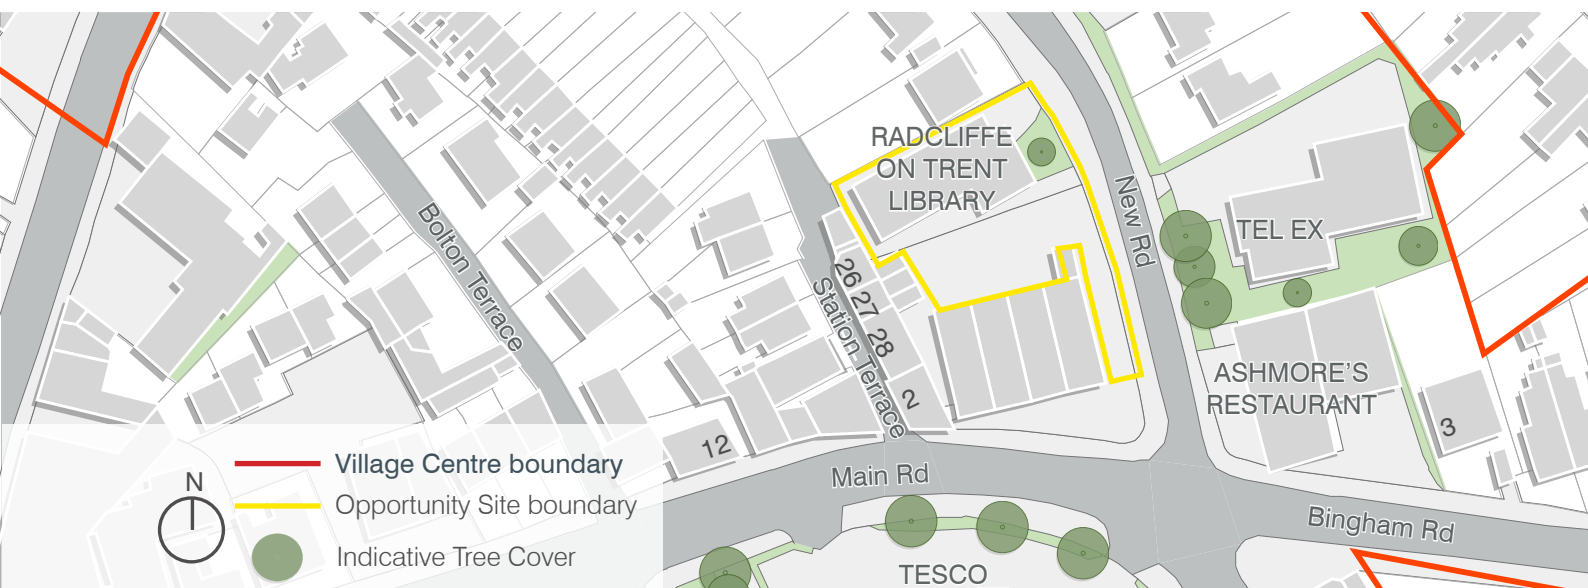 RADCLIFFE
ON TRENT
LIBRARY
New Rd
TEL EX
Bolton Terrace
Station Terrace
26
27
28
2
12
ASHMORE'S
RESTAURANT
3
Main Rd
Bingham Rd
TESCO
N
Village Centre boundary
Opportunity Site boundary
Indicative Tree Cover